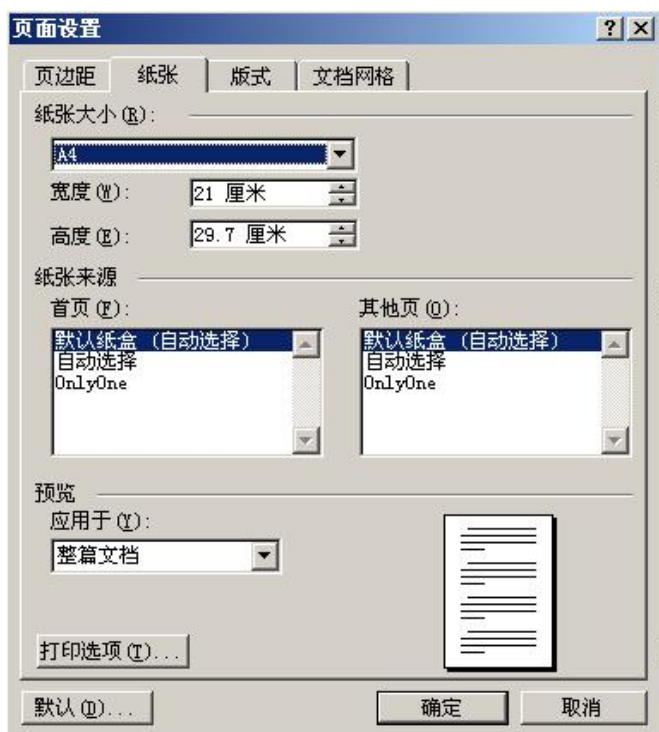 页面设置
页边距 纸张 版式 文档网格
纸张大小(R):
A4
宽度(W): 21 厘米
高度(E): 29.7 厘米
纸张来源
首页(F): 其他页(O):
默认纸盒 (自动选择) 默认纸盒 (自动选择)
自动选择 自动选择
OnlyOne OnlyOne
预览
应用于(Y):
整篇文档
打印选项(T)...
默认(D)... 确定 取消